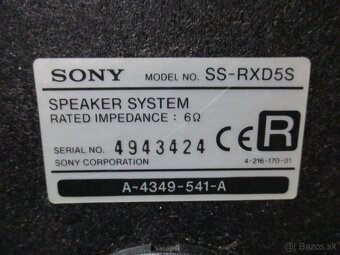 SONY MODEL NO. SS-RXD5S
SPEAKER SYSTEM
RATED IMPEDANCE : 6Ω
SERIAL NO. 4943424 CE R
SONY CORPORATION 4-216-170-01
A-4349-541-A
Bazos.sk